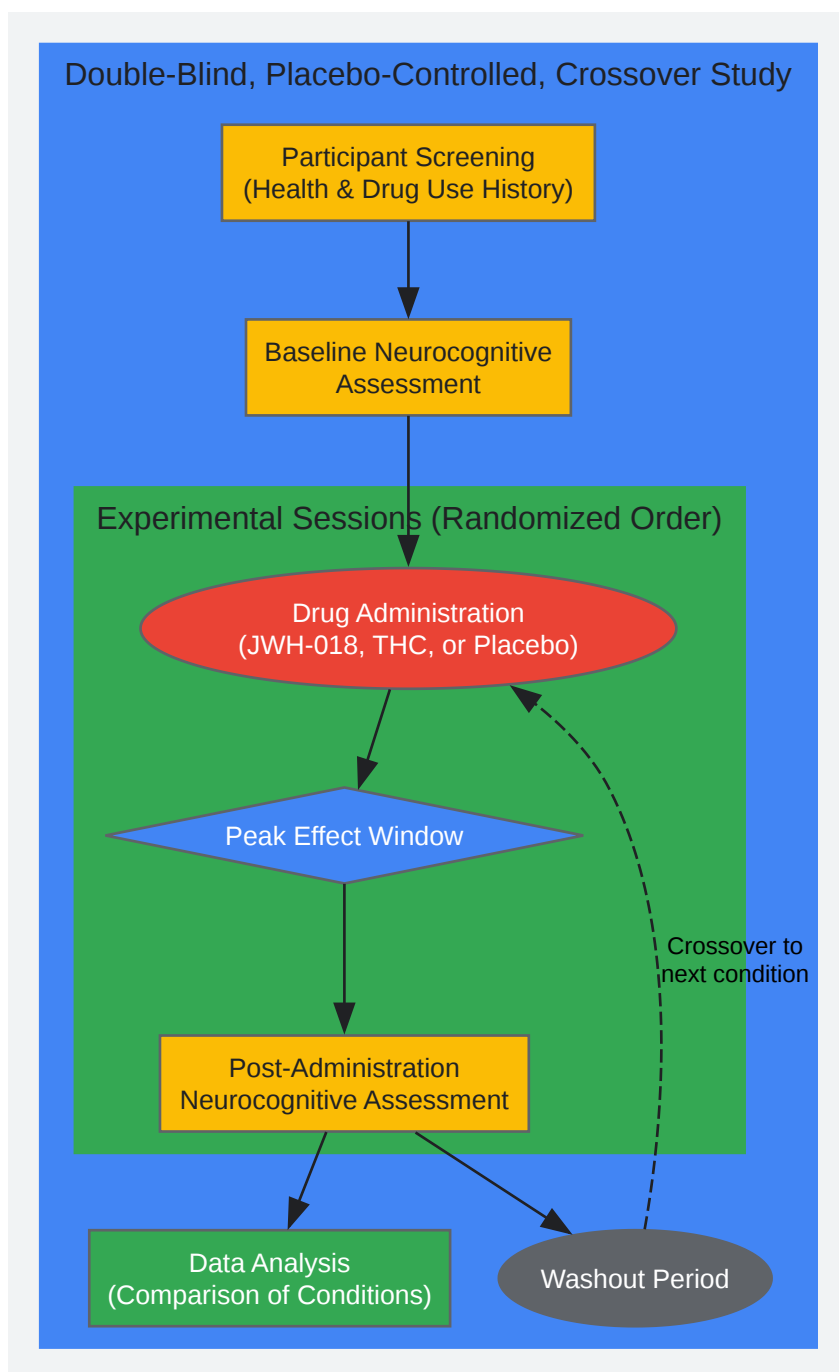 Double-Blind, Placebo-Controlled, Crossover Study
Participant Screening
(Health & Drug Use History)
Baseline Neurocognitive
Assessment
Experimental Sessions (Randomized Order)
Drug Administration
(JWH-018, THC, or Placebo)
Peak Effect Window
Crossover to
next condition
Post-Administration
Neurocognitive Assessment
Data Analysis
(Comparison of Conditions)
Washout Period